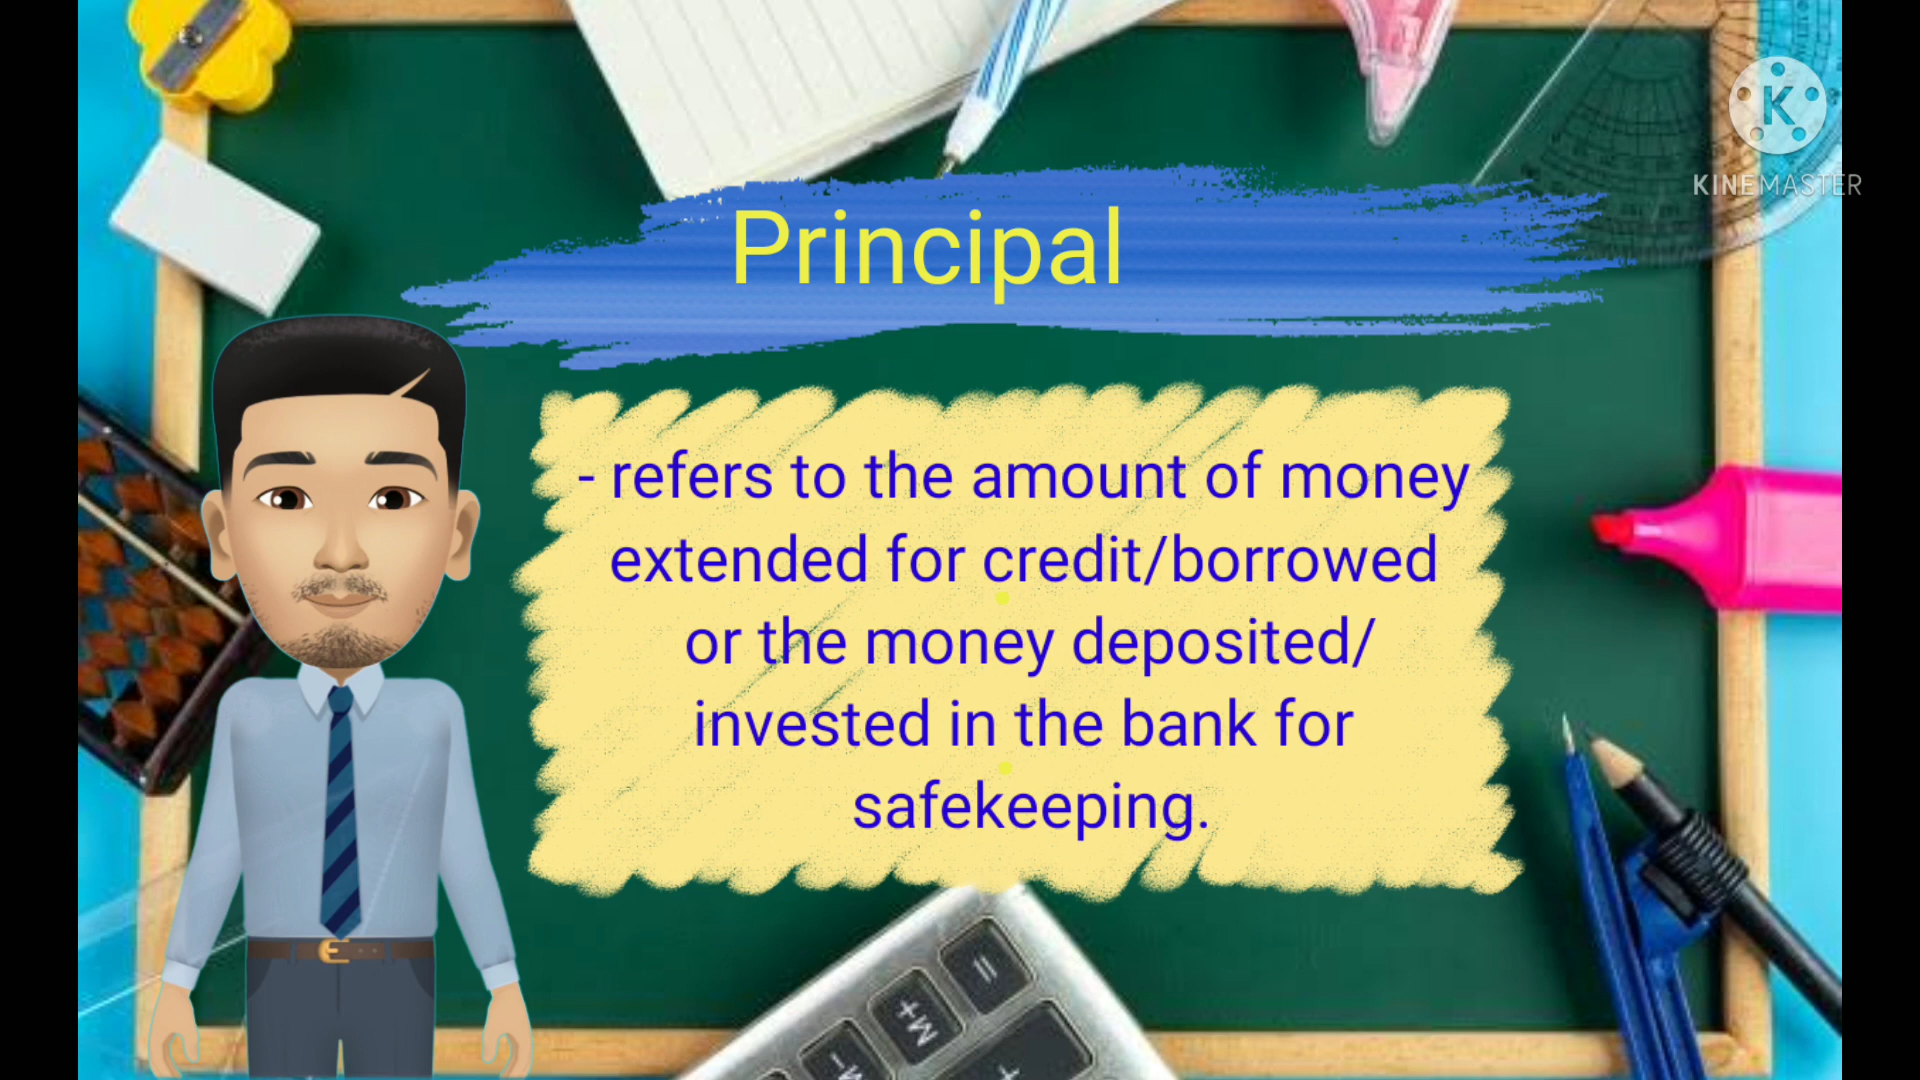 K
KINEMASTER
Principal
- refers to the amount of money
extended for credit/borrowed
or the money deposited/
invested in the bank for
safekeeping.
=
M+
M-
+